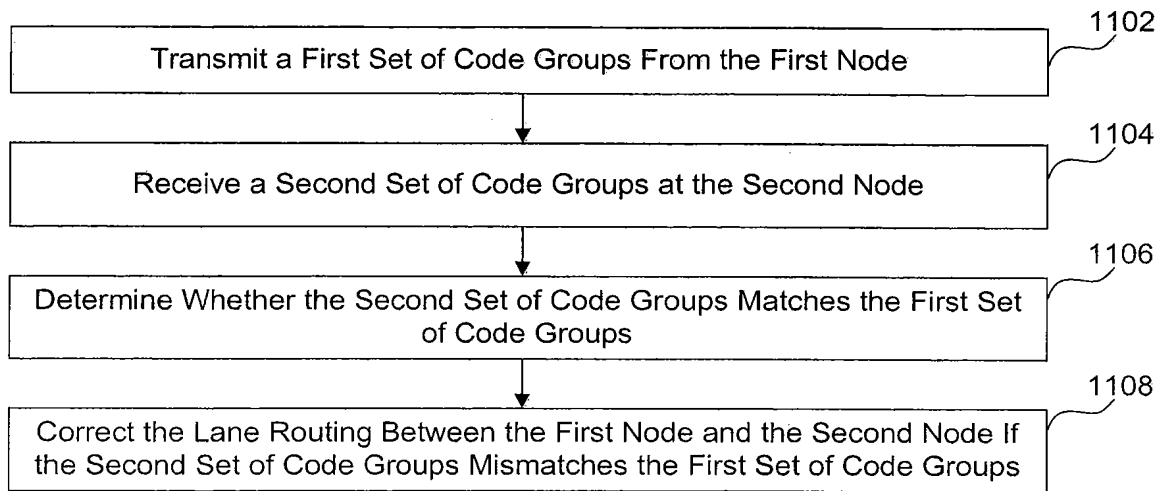 1102
Transmit a First Set of Code Groups From the First Node
1104
Receive a Second Set of Code Groups at the Second Node
1106
Determine Whether the Second Set of Code Groups Matches the First Set
of Code Groups
1108
Correct the Lane Routing Between the First Node and the Second Node If
the Second Set of Code Groups Mismatches the First Set of Code Groups